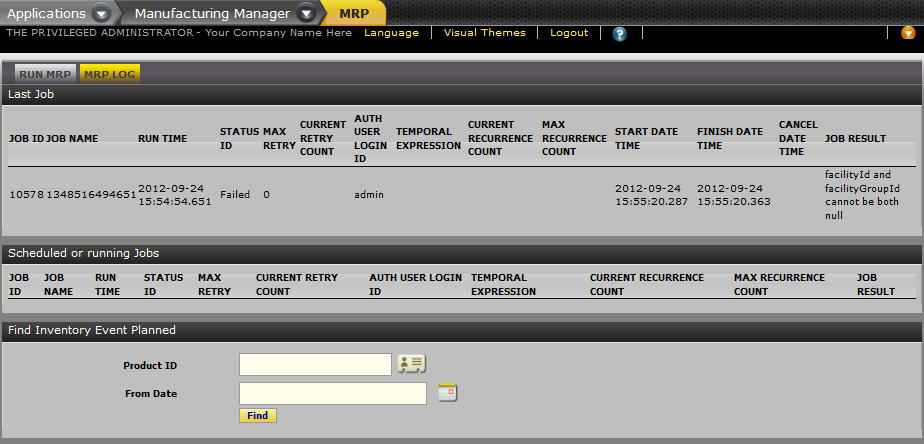 Applications Manufacturing Manager MRP
THE PRIVILEGED ADMINISTRATOR - Your Company Name Here Language Visual Themes Logout ?
RUN MRP MRP LOG
Last Job
JOB ID JOB NAME RUN TIME STATUS ID MAX RETRY CURRENT RETRY COUNT AUTH USER LOGIN ID TEMPORAL EXPRESSION CURRENT RECURRENCE COUNT MAX RECURRENCE COUNT START DATE TIME FINISH DATE TIME CANCEL DATE TIME JOB RESULT
10578 1348516494651 2012-09-24 15:54:54.651 Failed 0 admin 2012-09-24 15:55:20.287 2012-09-24 15:55:20.363 facilityId and facilityGroupId cannot be both null
Scheduled or running Jobs
JOB ID JOB NAME RUN TIME STATUS ID MAX RETRY CURRENT RETRY COUNT AUTH USER LOGIN ID TEMPORAL EXPRESSION CURRENT RECURRENCE COUNT MAX RECURRENCE COUNT JOB RESULT
Find Inventory Event Planned
Product ID
From Date
Find